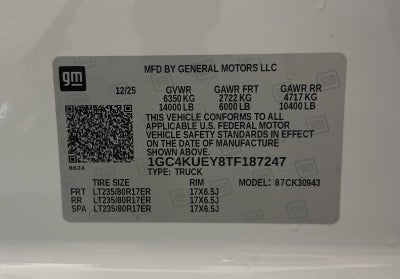 gm
MFD BY GENERAL MOTORS LLC
12/25 GVWR GAWR FRT GAWR RR
6350 KG 2722 KG 4717 KG
14000 LB 6000 LB 10400 LB
THIS VEHICLE CONFORMS TO ALL
APPLICABLE U.S. FEDERAL MOTOR
VEHICLE SAFETY STANDARDS IN EFFECT
ON THE DATE OF MANUFACTURE
SHOWN ABOVE.
1GC4KUEY8TF187247
8624 TYPE: TRUCK
TIRE SIZE RIM MODEL: 87CK30943
FRT LT235/80R17ER 17X6.5J
RR LT235/80R17ER 17X6.5J
SPA LT235/80R17ER 17X6.5J